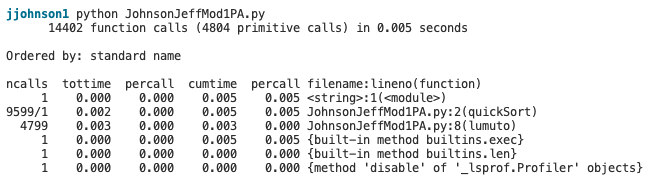 jjohnson1 python JohnsonJeffMod1PA.py
14402 function calls (4804 primitive calls) in 0.005 seconds
Ordered by: standard name
ncalls tottime percall cumtime percall filename:lineno(function)
1 0.000 0.000 0.005 0.005 <string>:1(<module>)
9599/1 0.002 0.000 0.005 0.005 JohnsonJeffMod1PA.py:2(quickSort)
4799 0.003 0.000 0.003 0.000 JohnsonJeffMod1PA.py:8(lumuto)
1 0.000 0.000 0.005 0.005 {built-in method builtins.exec}
1 0.000 0.000 0.000 0.000 {built-in method builtins.len}
1 0.000 0.000 0.000 0.000 {method 'disable' of '_lsprof.Profiler' objects}